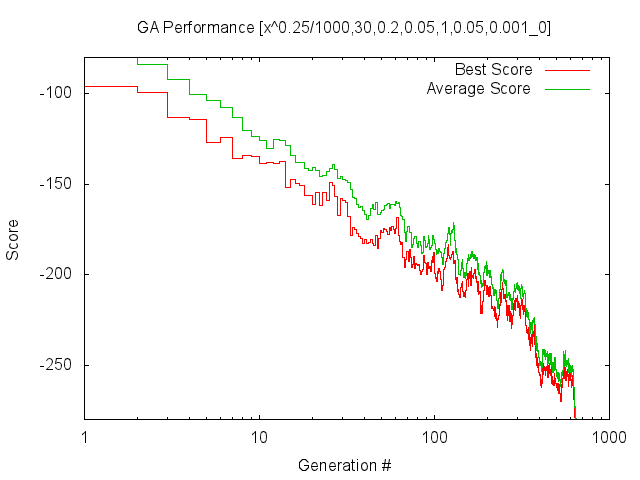 GA Performance [x^0.25/1000,30,0.2,0.05,1,0.05,0.001_0]
Best Score
Average Score
-100
-150
-200
-250
Score
1 10 100 1000
Generation #